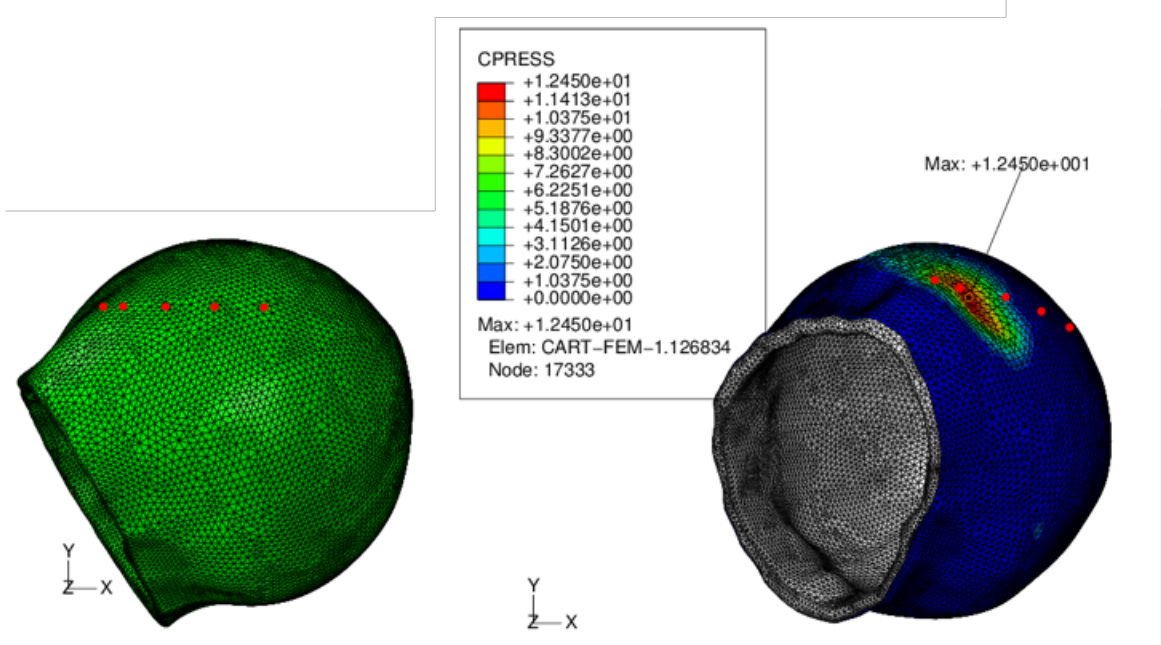 CPRESS
+1.2450e+01
+1.1413e+01
+1.0375e+01
+9.3377e+00
+8.3002e+00
+7.2627e+00
+6.2251e+00
+5.1876e+00
+4.1501e+00
+3.1126e+00
+2.0750e+00
+1.0375e+00
+0.0000e+00
Max: +1.2450e+01
Elem: CART−FEM−1.126834
Node: 17333
Max: +1.2450e+001
Y
Z X
Y
Z X